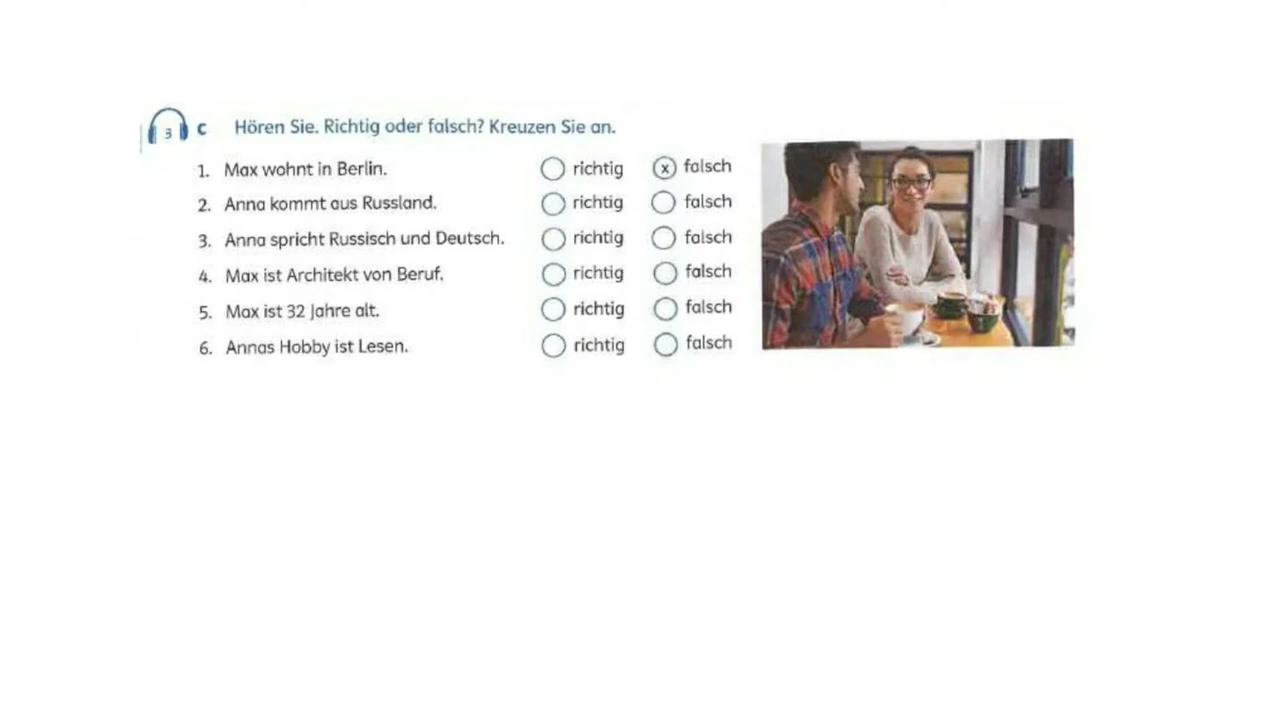 3 C Hören Sie. Richtig oder falsch? Kreuzen Sie an.
1. Max wohnt in Berlin. richtig x falsch
2. Anna kommt aus Russland. richtig falsch
3. Anna spricht Russisch und Deutsch. richtig falsch
4. Max ist Architekt von Beruf. richtig falsch
5. Max ist 32 Jahre alt. richtig falsch
6. Annas Hobby ist Lesen. richtig falsch